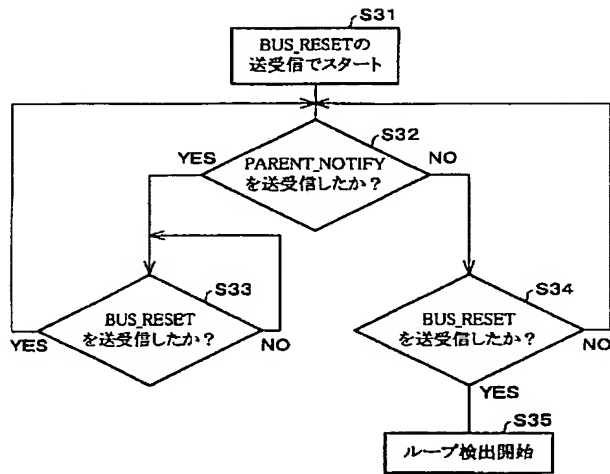 S31
BUS_RESETの
送受信でスタート
S32
YES
PARENT_NOTIFY
を送受信したか？
NO
S33
BUS_RESET
を送受信したか？
YES
NO
S34
BUS_RESET
を送受信したか？
NO
YES
S35
ループ検出開始